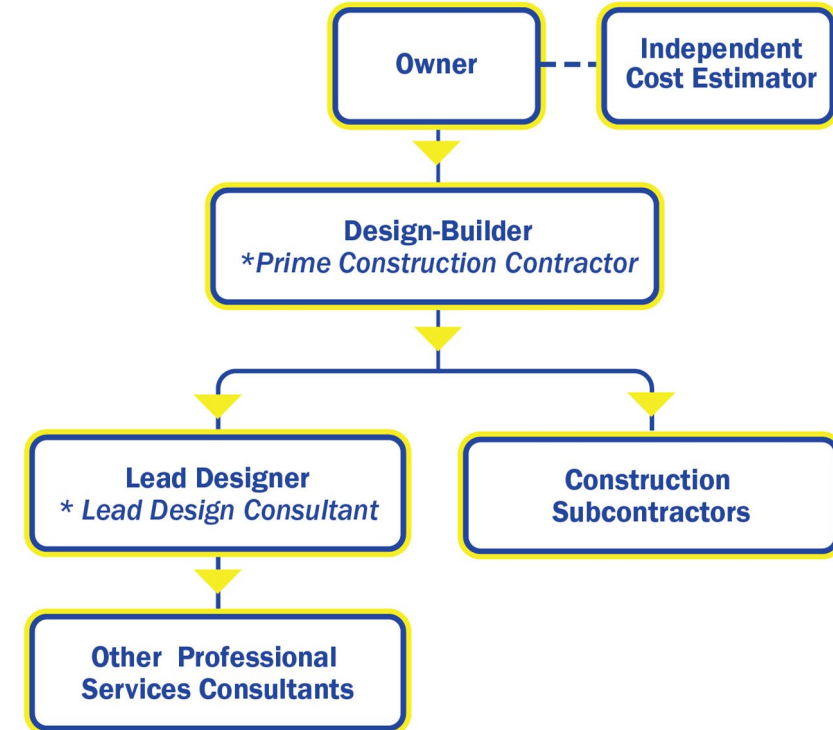 Owner
Independent
Cost Estimator
Design-Builder
*Prime Construction Contractor
Lead Designer
* Lead Design Consultant
Construction
Subcontractors
Other Professional
Services Consultants